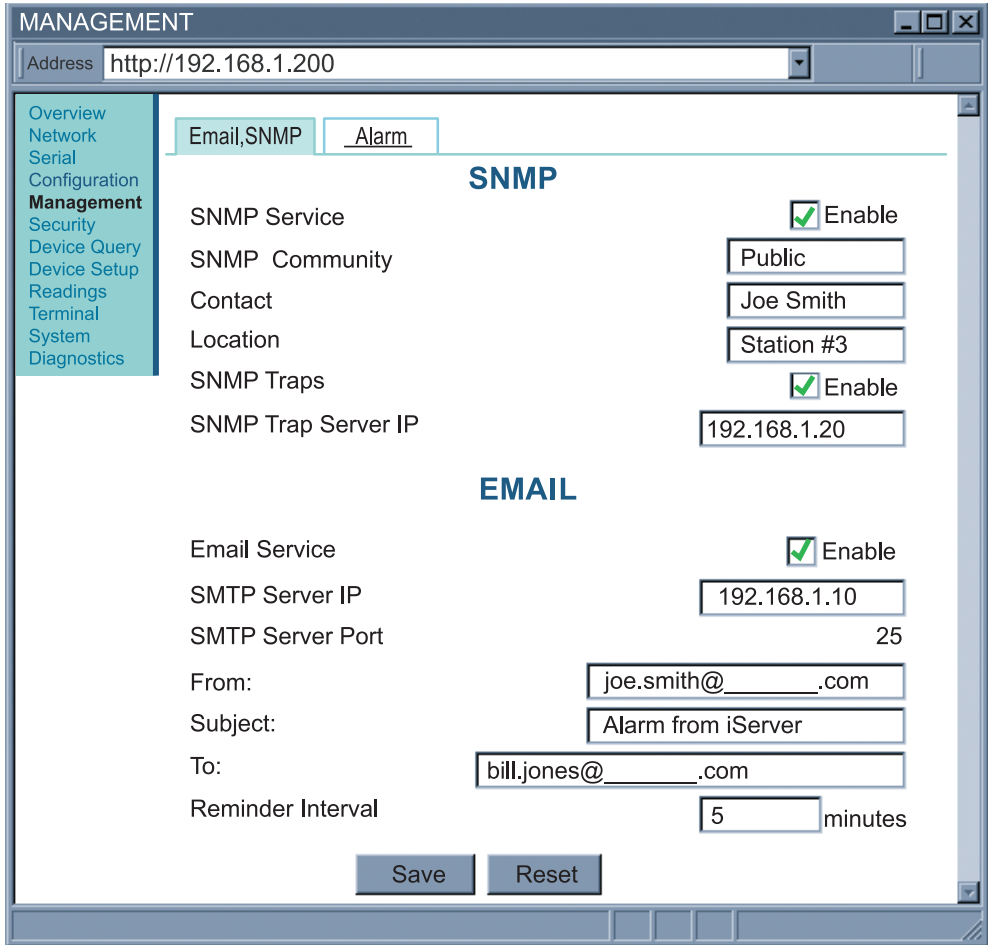 MANAGEMENT
Address http://192.168.1.200
Overview
Network
Serial
Configuration
Management
Security
Device Query
Device Setup
Readings
Terminal
System
Diagnostics
Email,SNMP Alarm
SNMP
SNMP Service Enable
SNMP Community Public
Contact Joe Smith
Location Station #3
SNMP Traps Enable
SNMP Trap Server IP 192.168.1.20
EMAIL
Email Service Enable
SMTP Server IP 192.168.1.10
SMTP Server Port 25
From: joe.smith@_______.com
Subject: Alarm from iServer
To: bill.jones@_______.com
Reminder Interval 5 minutes
Save Reset